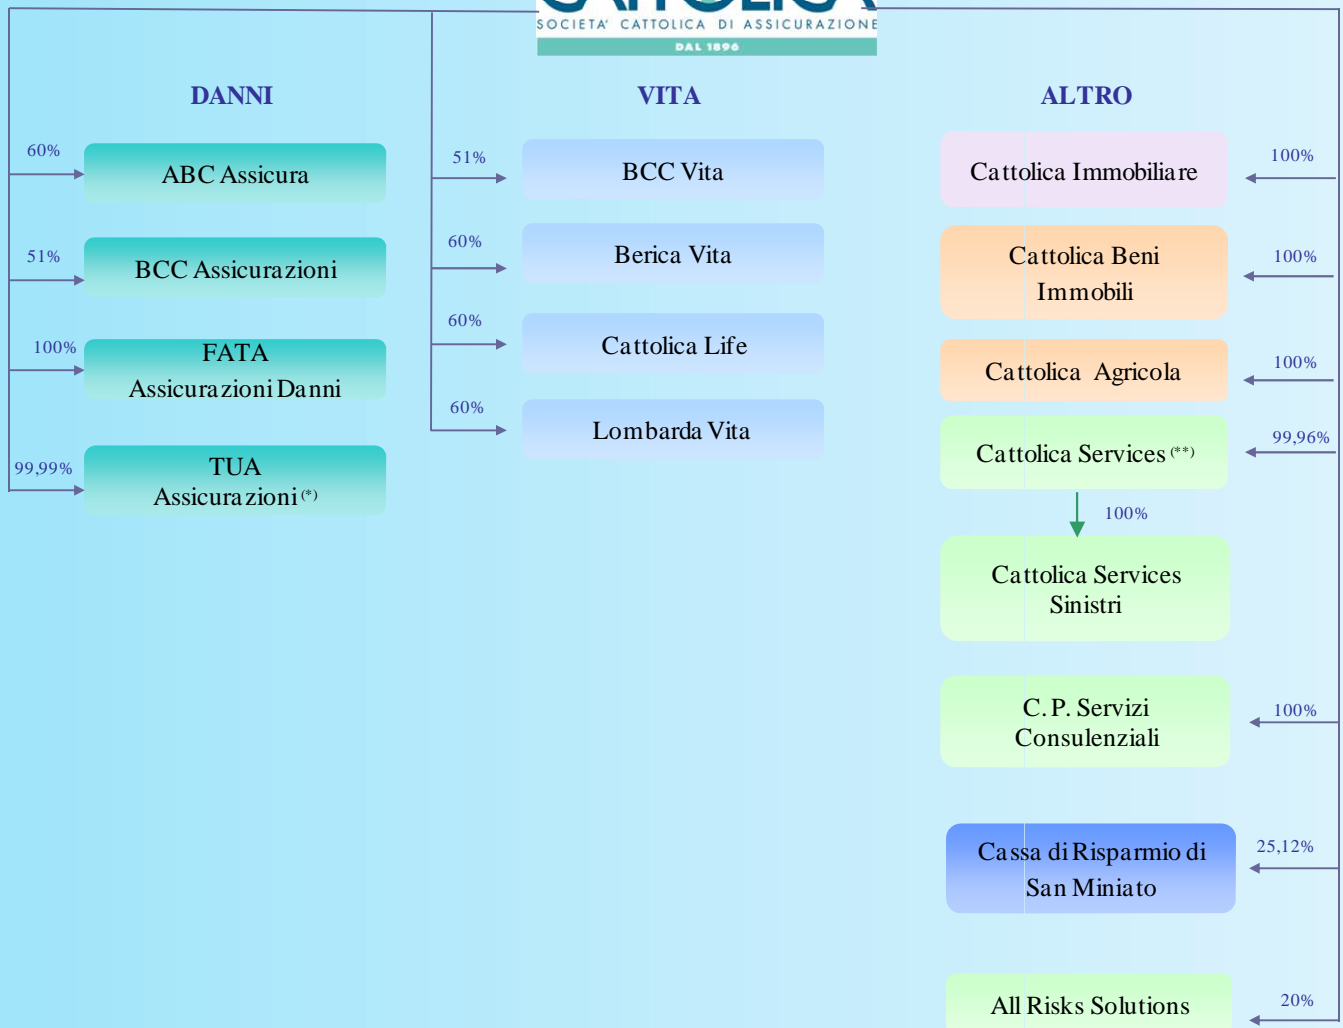 CATTOLICA
SOCIETA' CATTOLICA DI ASSICURAZIONE
DAL 1896
DANNI
60%
ABC Assicura
51%
BCC Assicurazioni
100%
FATA
Assicurazioni Danni
99,99%
TUA
Assicurazioni (*)
VITA
51%
BCC Vita
60%
Berica Vita
60%
Cattolica Life
60%
Lombarda Vita
ALTRO
Cattolica Immobiliare
100%
Cattolica Beni
Immobili
100%
Cattolica Agricola
100%
Cattolica Services (**)
99,96%
100%
Cattolica Services
Sinistri
C.P. Servizi
Consulenziali
100%
Cassa di Risparmio di
San Miniato
25,12%
All Risks Solutions
20%